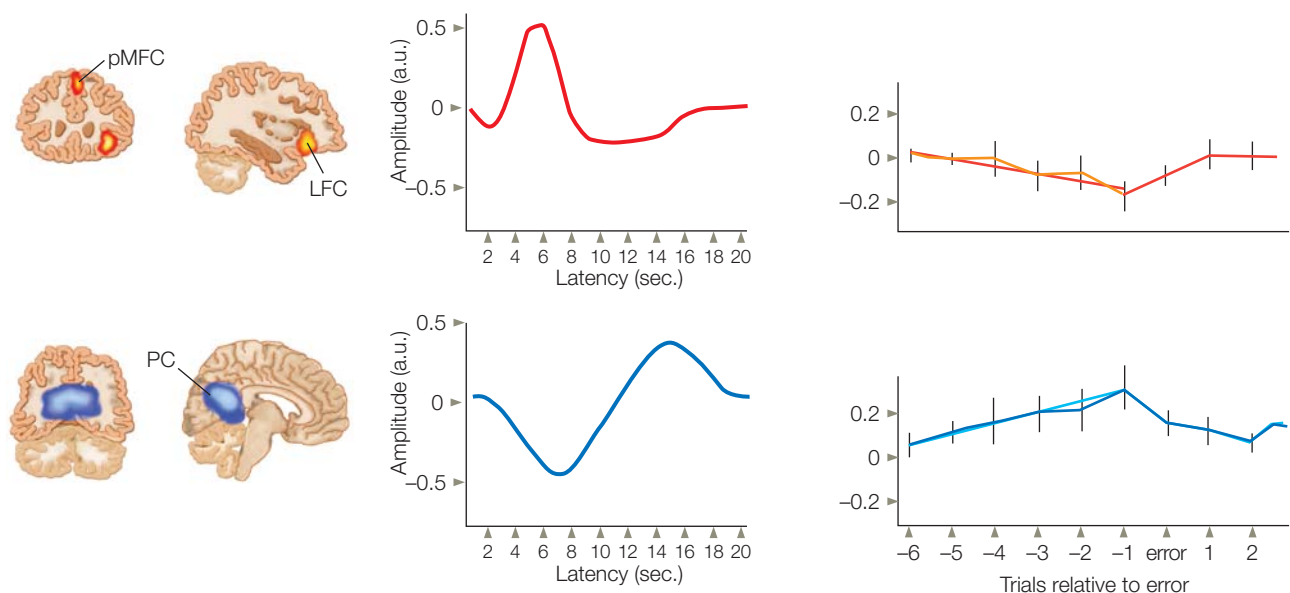 pMFC
LFC
Amplitude (a.u.)
0.5
0
−0.5
2 4 6 8 10 12 14 16 18 20
Latency (sec.)
0.2
0
−0.2
PC
Amplitude (a.u.)
0.5
0
−0.5
2 4 6 8 10 12 14 16 18 20
Latency (sec.)
0.2
0
−0.2
−6 −5 −4 −3 −2 −1 error 1 2
Trials relative to error